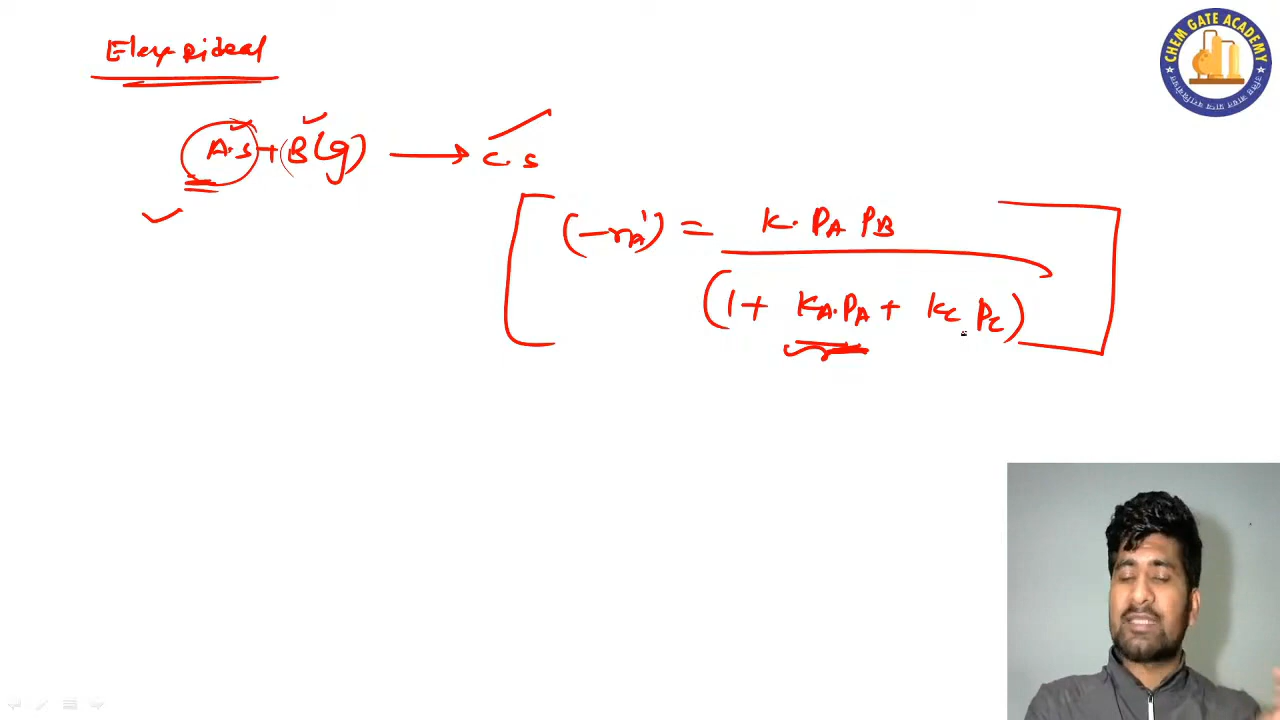 Eley Rideal
A·s + B(g) ⟶ C·s
(-rA') = k·PA PB
(1 + KA·PA + KC PC)
CHEM GATE ACADEMY